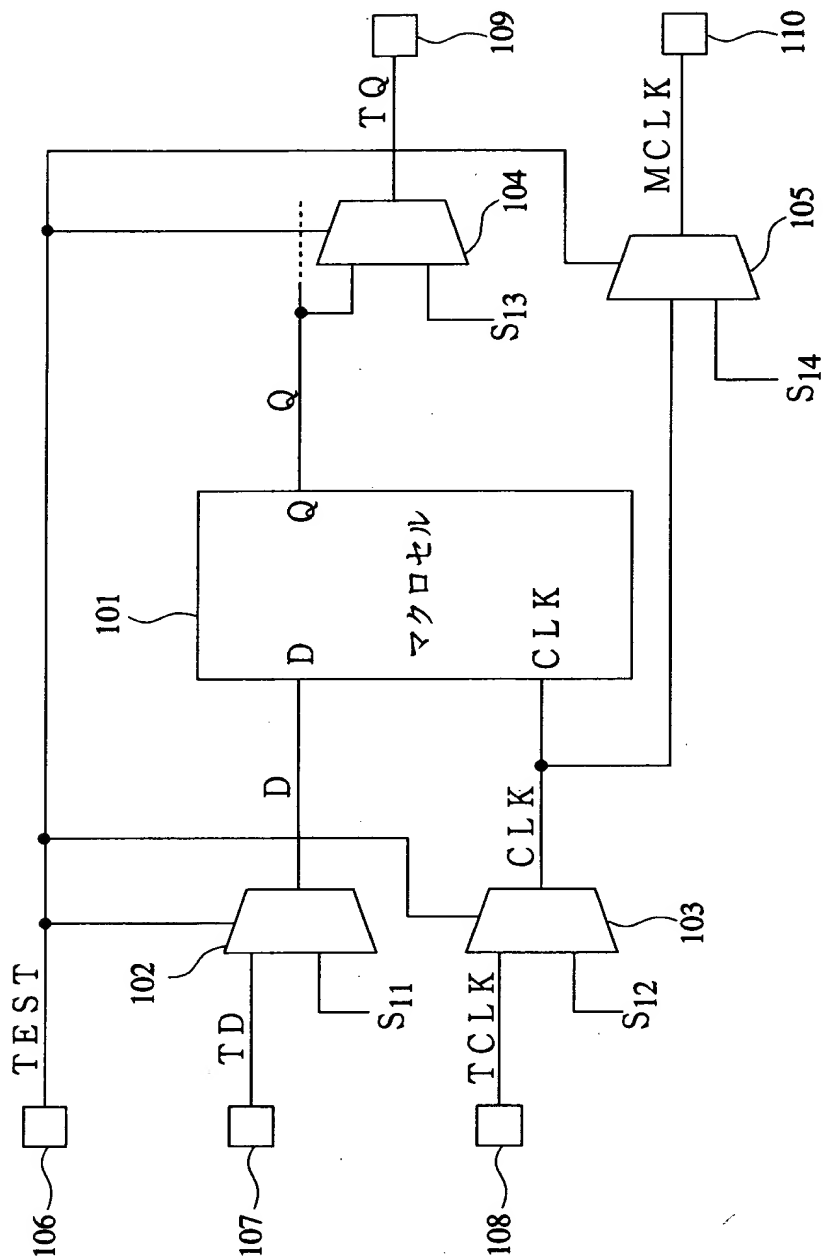 106
TEST
107
TD
102
S11
108
TCLK
S12
103
D
CLK
101
D
Q
マクロセル
CLK
Q
S13
104
TQ
109
S14
105
MCLK
110